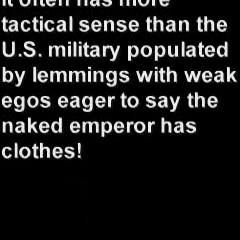 it often has more
tactical sense than the
U.S. military populated
by lemmings with weak
egos eager to say the
naked emperor has
clothes!